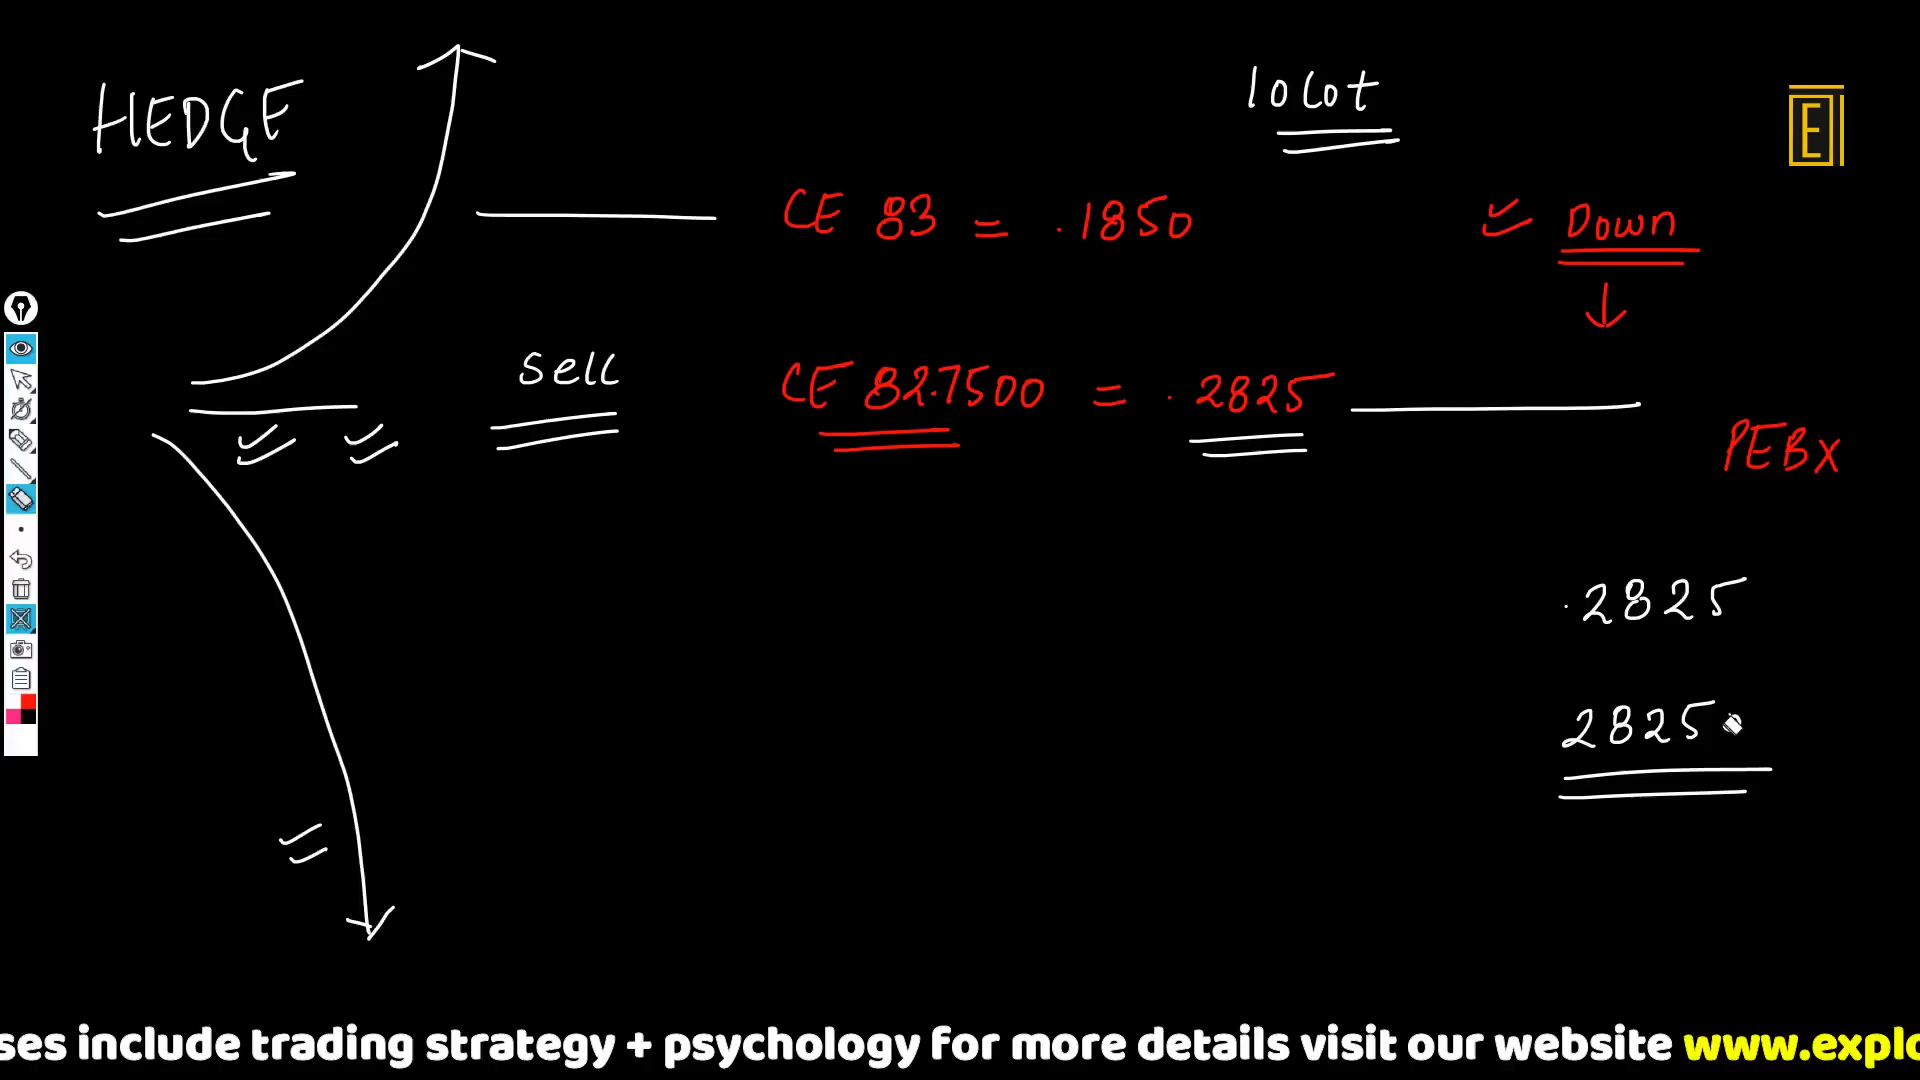 HEDGE
10 Lot
E
CE 83 = .1850
Down
Sell
CE 82.7500 = .2825
PEBX
.2825
2825
ses include trading strategy + psychology for more details visit our website www.explo